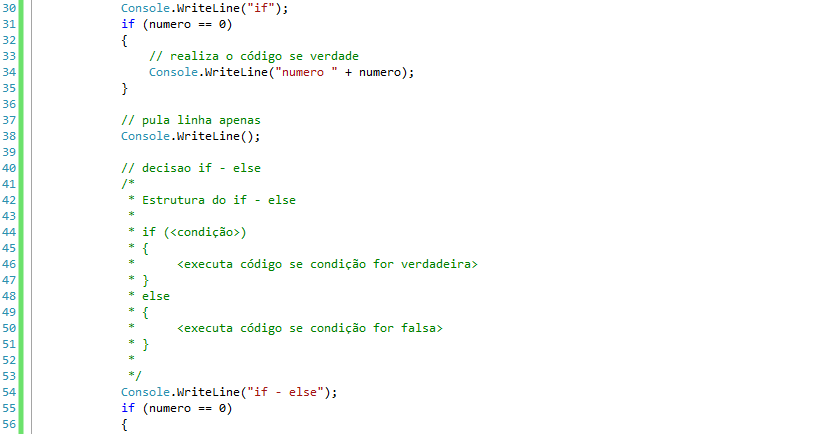 30 Console.WriteLine("if");
31 if (numero == 0)
32 {
33 // realiza o código se verdade
34 Console.WriteLine("numero " + numero);
35 }
36
37 // pula linha apenas
38 Console.WriteLine();
39
40 // decisao if - else
41 /*
42 * Estrutura do if - else
43 *
44 * if (<condição>)
45 * {
46 * <executa código se condição for verdadeira>
47 * }
48 * else
49 * {
50 * <executa código se condição for falsa>
51 * }
52 *
53 */
54 Console.WriteLine("if - else");
55 if (numero == 0)
56 {